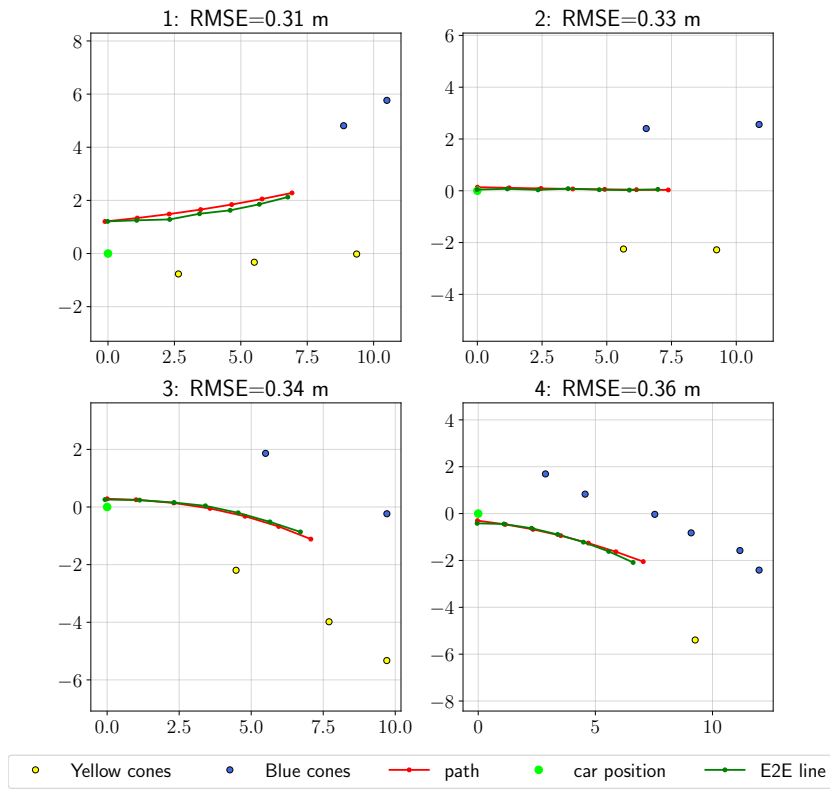 1: RMSE=0.31 m
8
6
4
2
0
−2
0.0 2.5 5.0 7.5 10.0
2: RMSE=0.33 m
6
4
2
0
−2
−4
0.0 2.5 5.0 7.5 10.0
3: RMSE=0.34 m
2
0
−2
−4
−6
0.0 2.5 5.0 7.5 10.0
4: RMSE=0.36 m
4
2
0
−2
−4
−6
−8
0 5 10
Yellow cones Blue cones path car position E2E line